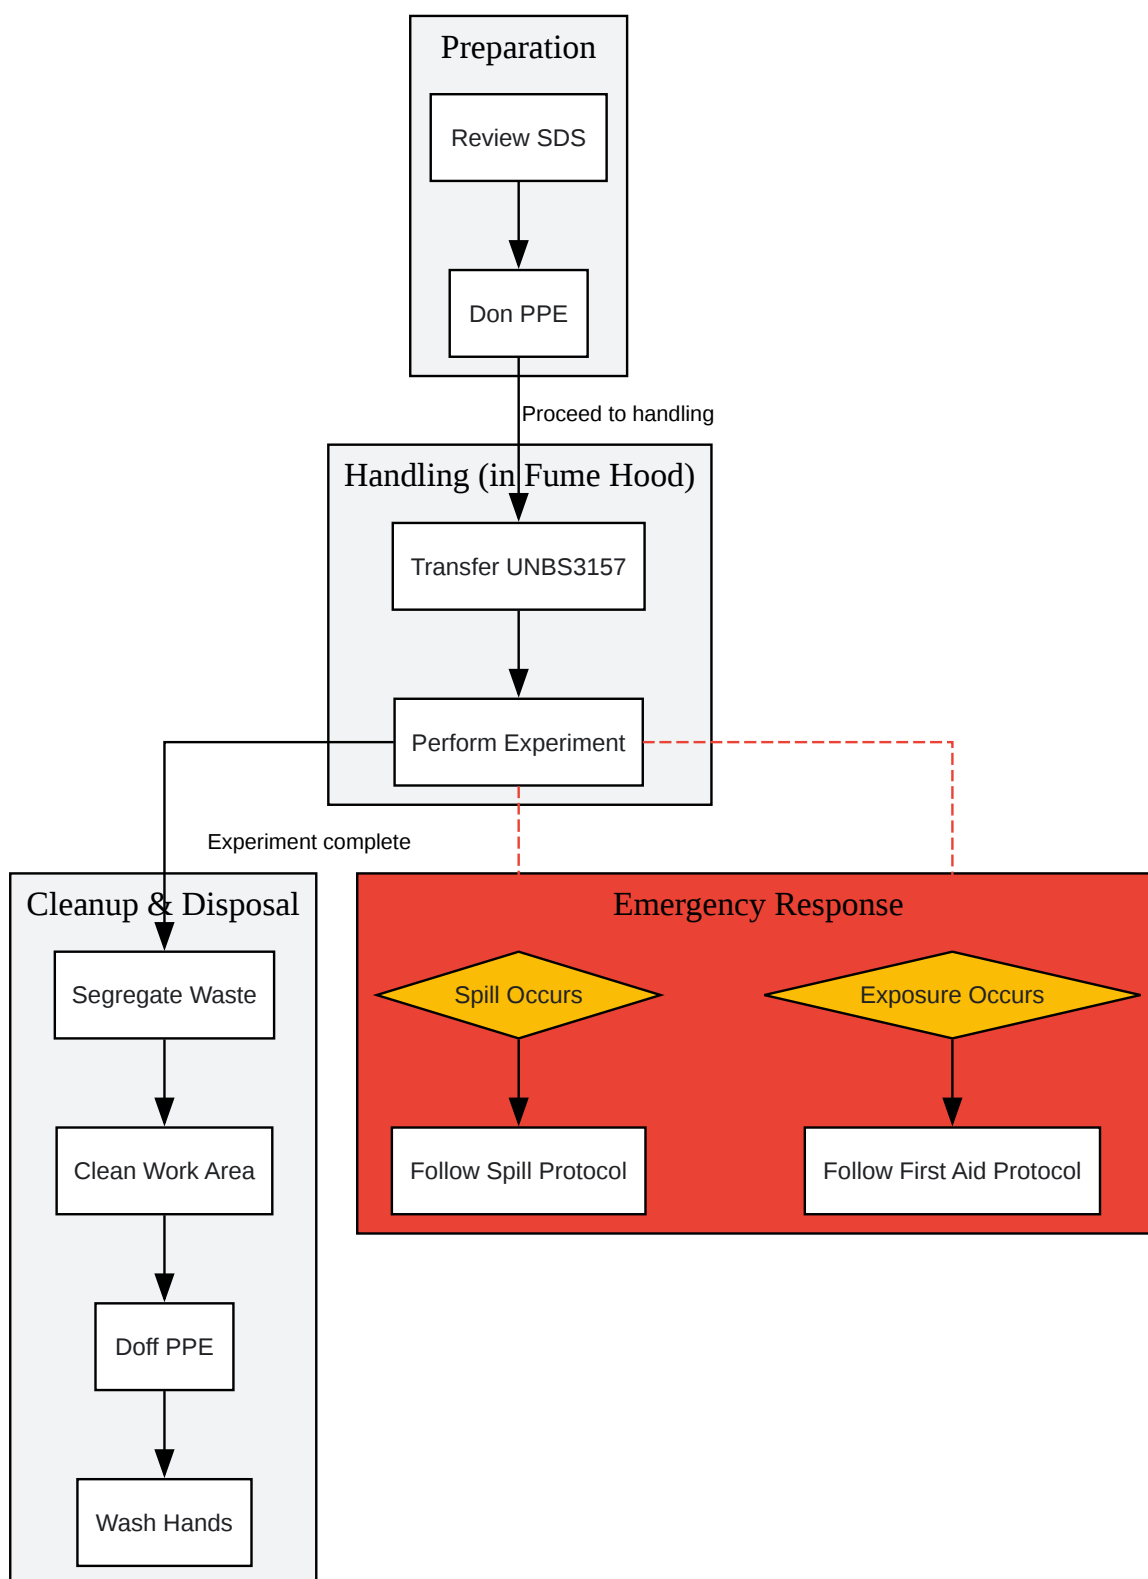 Preparation
Review SDS
Don PPE
Proceed to handling
Handling (in Fume Hood)
Transfer UNBS3157
Perform Experiment
Experiment complete
Cleanup & Disposal
Segregate Waste
Clean Work Area
Doff PPE
Wash Hands
Emergency Response
Spill Occurs
Exposure Occurs
Follow Spill Protocol
Follow First Aid Protocol